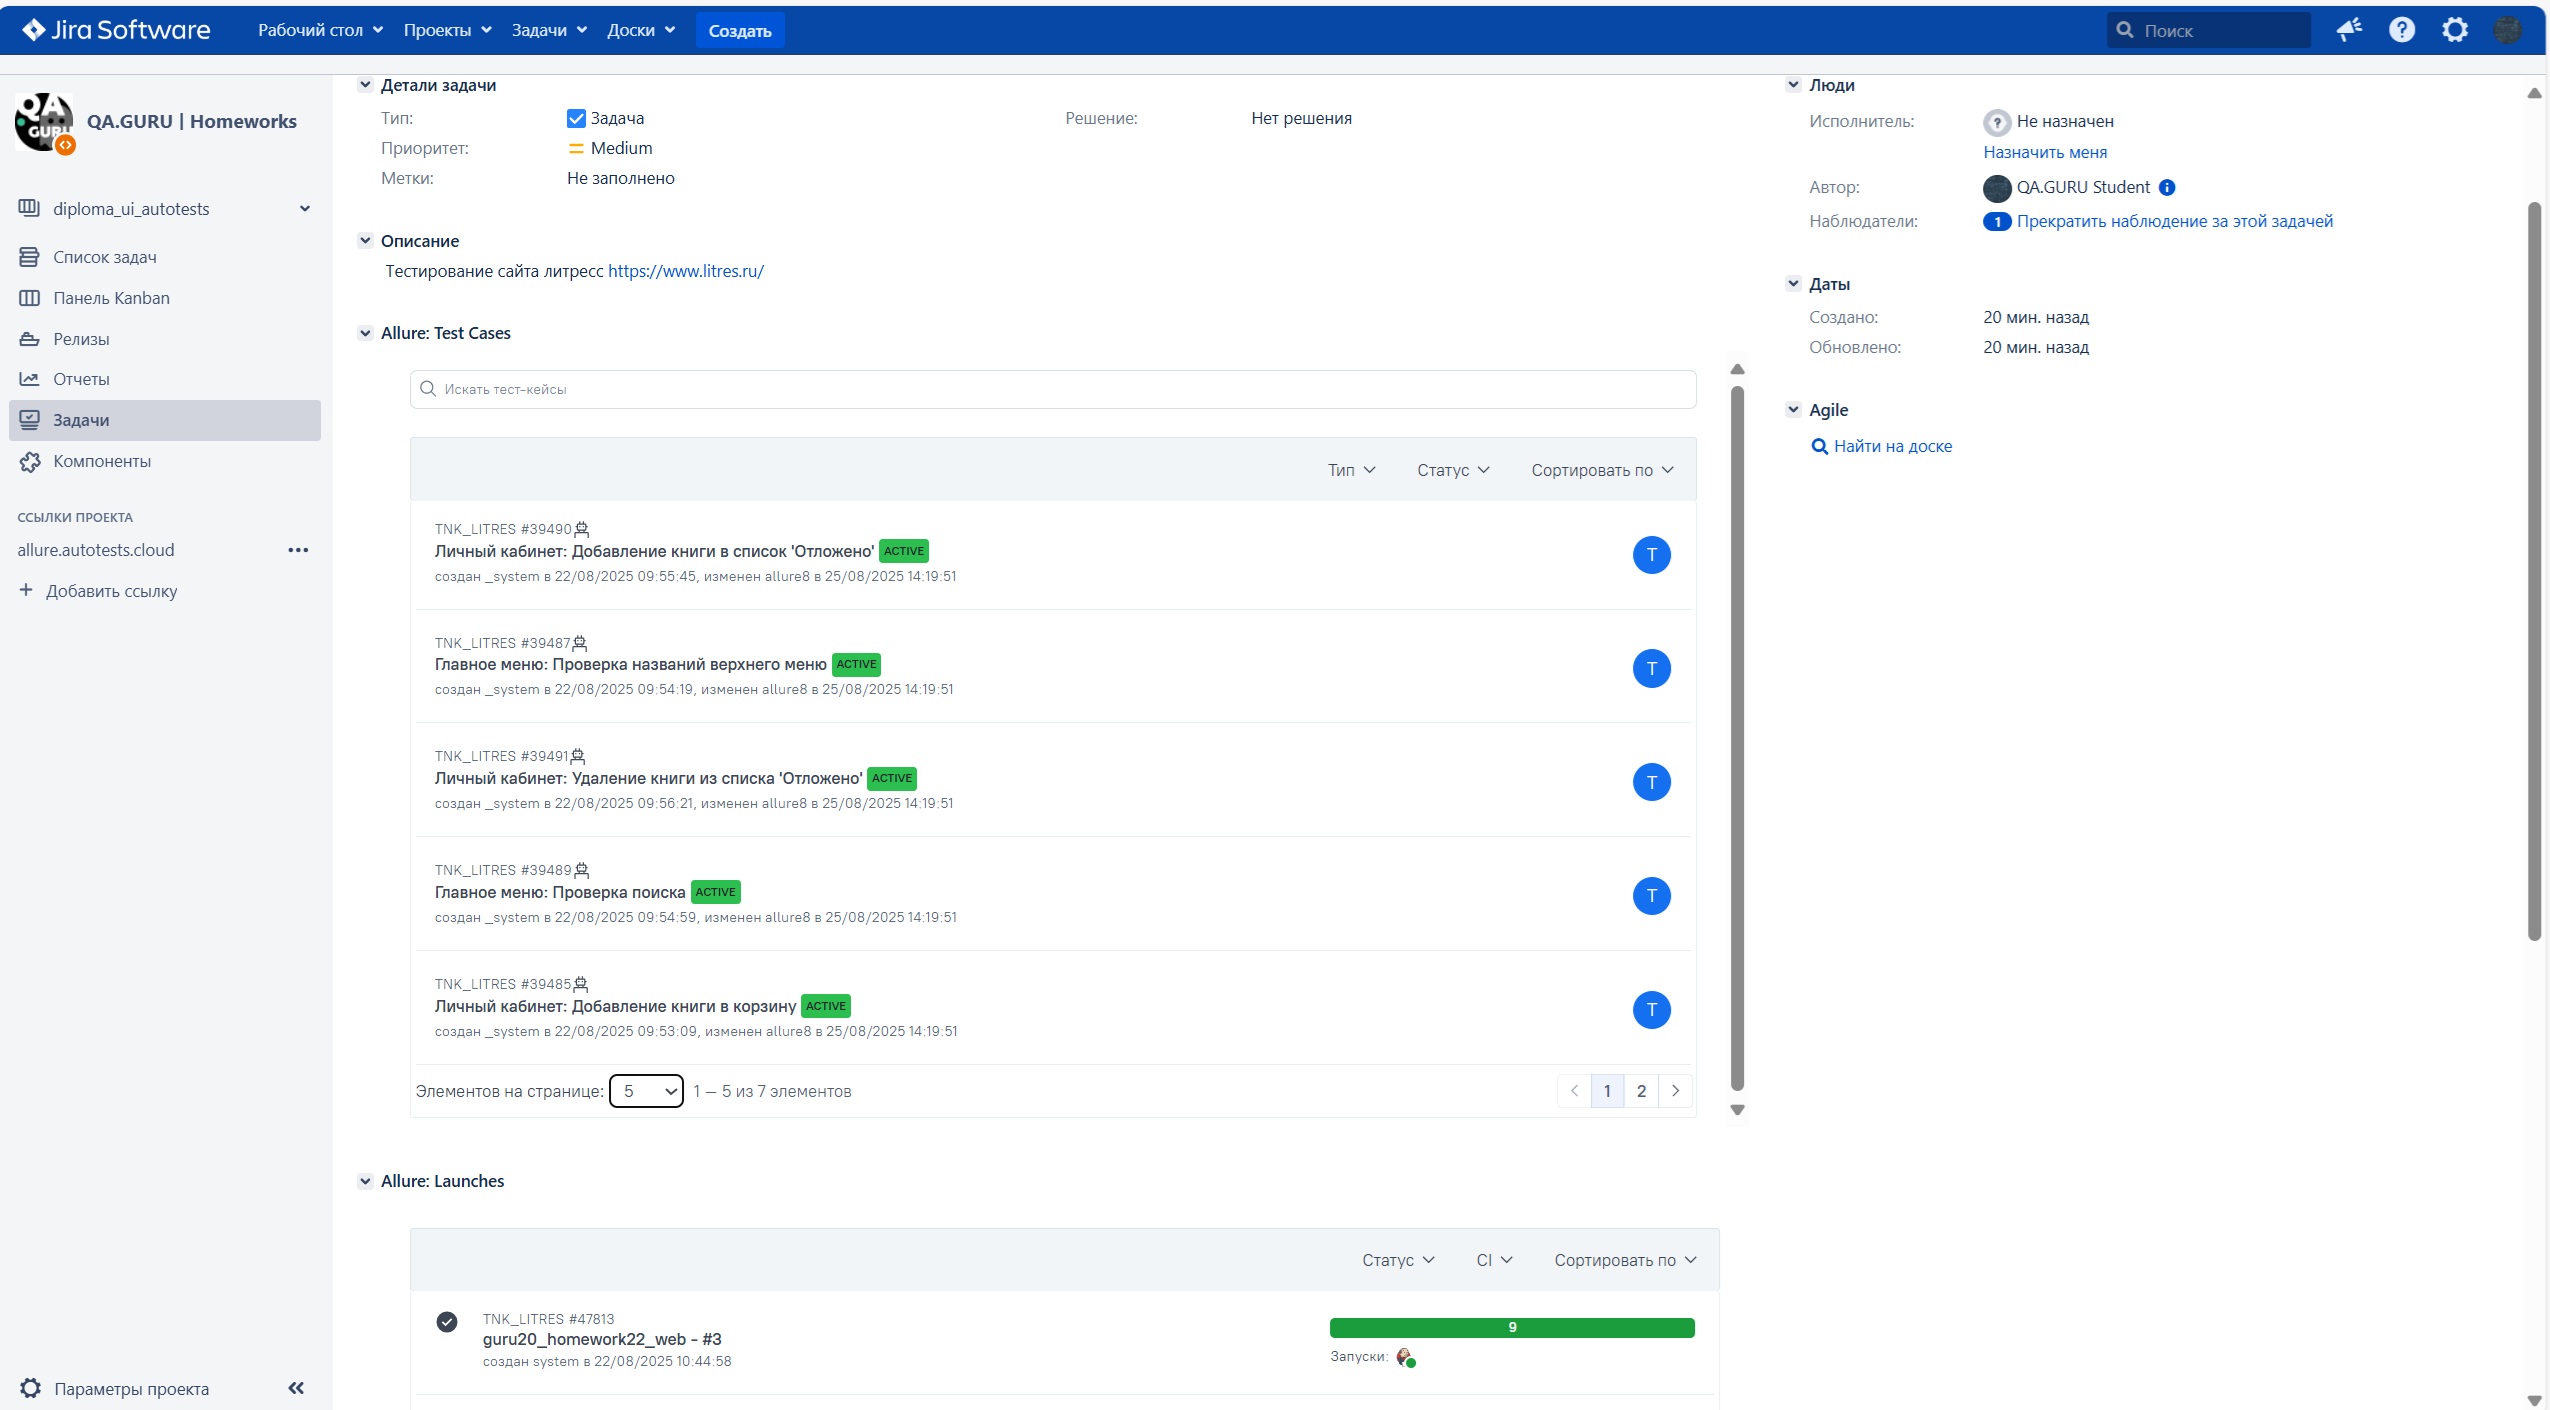 Jira Software
Рабочий стол
Проекты
Задачи
Доски
Создать
Поиск
QA.GURU | Homeworks
diploma_ui_autotests
Список задач
Панель Kanban
Релизы
Отчеты
Задачи
Компоненты
ССЫЛКИ ПРОЕКТА
allure.autotests.cloud
+ Добавить ссылку
Параметры проекта
Детали задачи
Тип: Задача
Приоритет: Medium
Метки: Не заполнено
Решение: Нет решения
Описание
Тестирование сайта литресс https://www.litres.ru/
Allure: Test Cases
Искать тест-кейсы
Тип Статус Сортировать по
TNK_LITRES #39490
Личный кабинет: Добавление книги в список 'Отложено' ACTIVE
создан _system в 22/08/2025 09:55:45, изменен allure8 в 25/08/2025 14:19:51
T
TNK_LITRES #39487
Главное меню: Проверка названий верхнего меню ACTIVE
создан _system в 22/08/2025 09:54:19, изменен allure8 в 25/08/2025 14:19:51
T
TNK_LITRES #39491
Личный кабинет: Удаление книги из списка 'Отложено' ACTIVE
создан _system в 22/08/2025 09:56:21, изменен allure8 в 25/08/2025 14:19:51
T
TNK_LITRES #39489
Главное меню: Проверка поиска ACTIVE
создан _system в 22/08/2025 09:54:59, изменен allure8 в 25/08/2025 14:19:51
T
TNK_LITRES #39485
Личный кабинет: Добавление книги в корзину ACTIVE
создан _system в 22/08/2025 09:53:09, изменен allure8 в 25/08/2025 14:19:51
T
Элементов на странице: 5 1 — 5 из 7 элементов
1 2
Allure: Launches
Статус CI Сортировать по
TNK_LITRES #47813
guru20_homework22_web - #3
создан system в 22/08/2025 10:44:58
9
Запуски:
Люди
Исполнитель: Не назначен
Назначить меня
Автор: QA.GURU Student
Наблюдатели: 1 Прекратить наблюдение за этой задачей
Даты
Создано: 20 мин. назад
Обновлено: 20 мин. назад
Agile
Найти на доске
QA
GURU